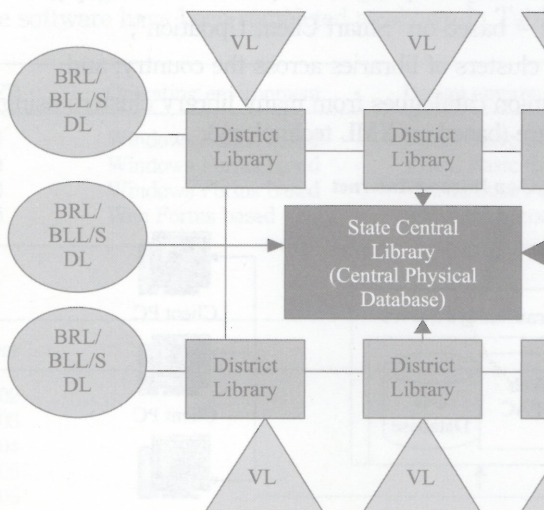 VL
VL
BRL/
BLL/S
DL
District
Library
District
Library
BRL/
BLL/S
DL
State Central
Library
(Central Physical
Database)
BRL/
BLL/S
DL
District
Library
District
Library
VL
VL